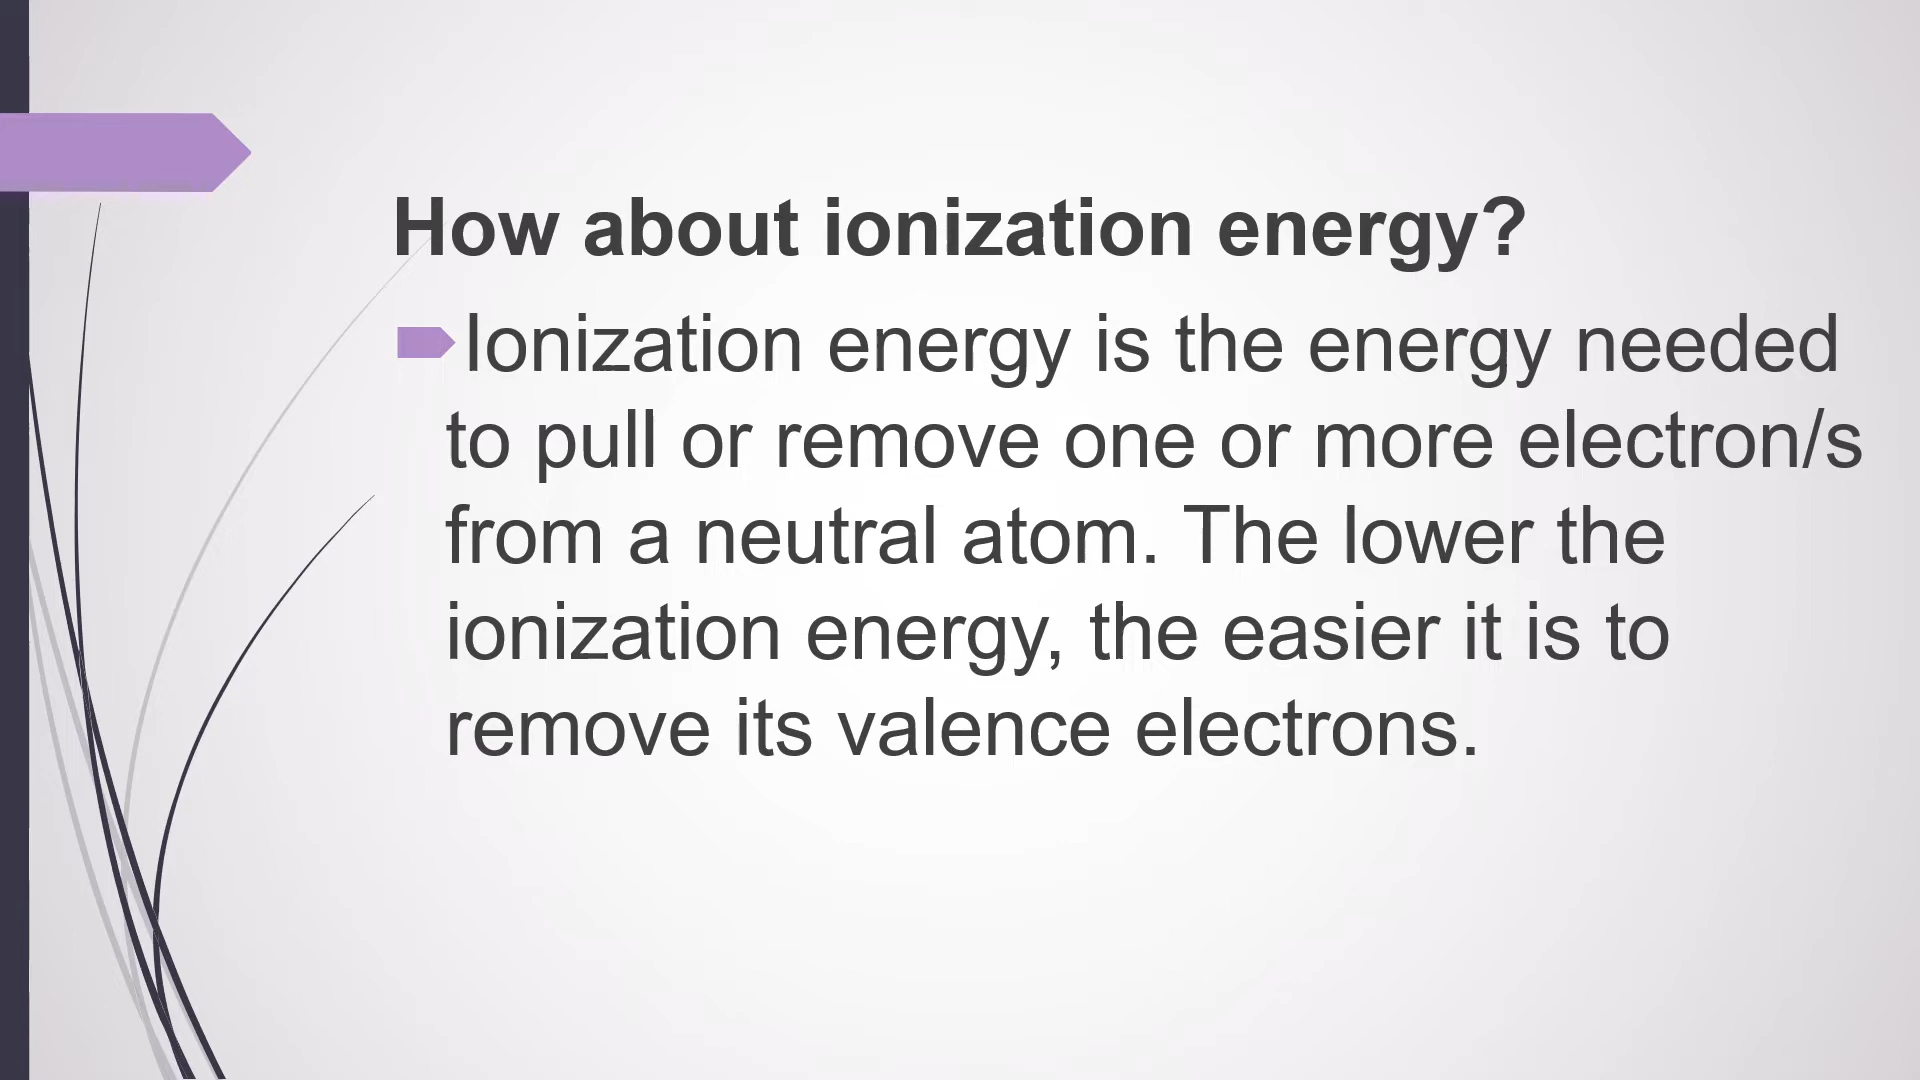 How about ionization energy?
Ionization energy is the energy needed
to pull or remove one or more electron/s
from a neutral atom. The lower the
ionization energy, the easier it is to
remove its valence electrons.